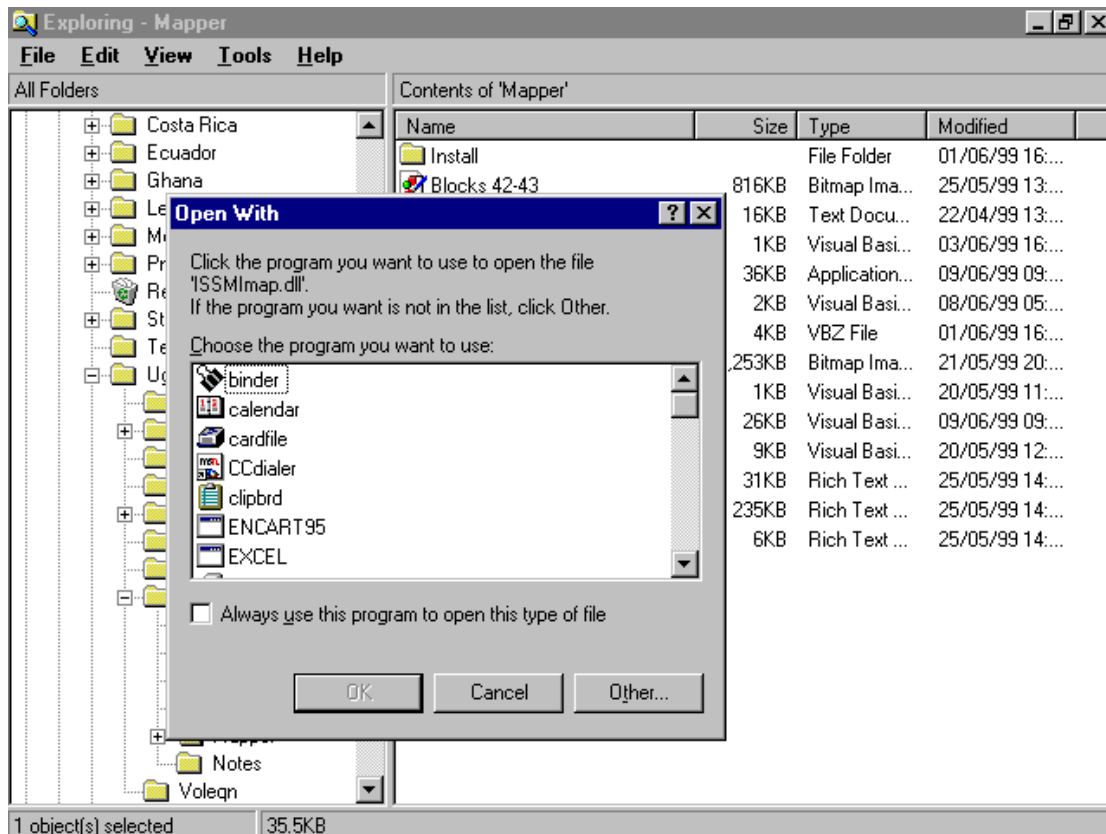 Exploring - Mapper
File Edit View Tools Help
All Folders
Contents of 'Mapper'
Costa Rica
Ecuador
Ghana
Le
Pr
Re
St
Te
Ug
Notes
Voleqn
Name Size Type Modified
Install File Folder 01/06/99 16:...
Blocks 42-43 816KB Bitmap Ima... 25/05/99 13:...
16KB Text Docu... 22/04/99 13:...
1KB Visual Basi... 03/06/99 16:...
36KB Application... 09/06/99 09:...
2KB Visual Basi... 08/06/99 05:...
4KB VBZ File 01/06/99 16:...
,253KB Bitmap Ima... 21/05/99 20:...
1KB Visual Basi... 20/05/99 11:...
26KB Visual Basi... 09/06/99 09:...
9KB Visual Basi... 20/05/99 12:...
31KB Rich Text ... 25/05/99 14:...
235KB Rich Text ... 25/05/99 14:...
6KB Rich Text ... 25/05/99 14:...
Open With
Click the program you want to use to open the file
'ISSMImap.dll'.
If the program you want is not in the list, click Other.
Choose the program you want to use:
binder
calendar
cardfile
CCdialer
clipbrd
ENCART95
EXCEL
Always use this program to open this type of file
OK Cancel Other...
1 object(s) selected 35.5KB